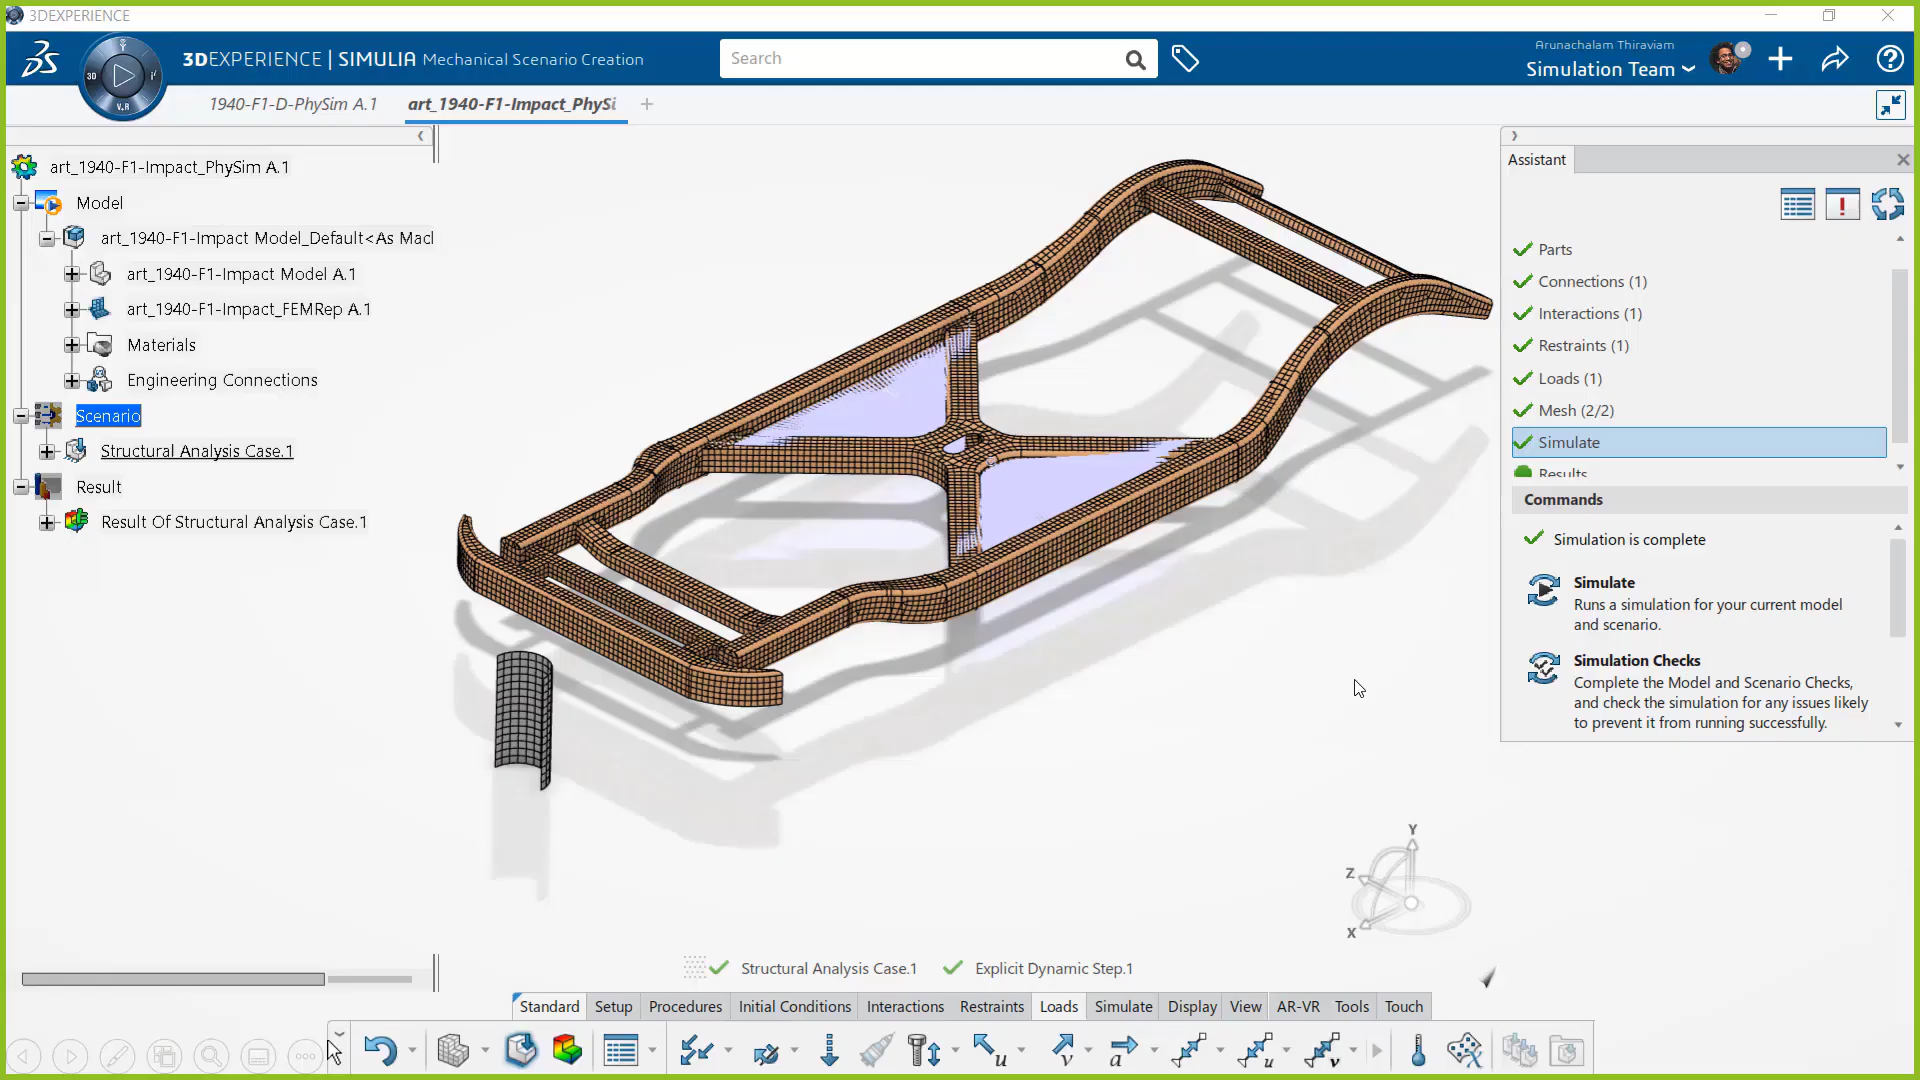 3DEXPERIENCE
3DEXPERIENCE | SIMULIA Mechanical Scenario Creation
Search
Arunachalam Thiraviam
Simulation Team
3D
V.R
1940-F1-D-PhySim A.1
art_1940-F1-Impact_PhySi
art_1940-F1-Impact_PhySim A.1
Model
art_1940-F1-Impact Model_Default<As Macl
art_1940-F1-Impact Model A.1
art_1940-F1-Impact_FEMRep A.1
Materials
Engineering Connections
Scenario
Structural Analysis Case.1
Result
Result Of Structural Analysis Case.1
Assistant
Parts
Connections (1)
Interactions (1)
Restraints (1)
Loads (1)
Mesh (2/2)
Simulate
Results
Commands
Simulation is complete
Simulate
Runs a simulation for your current model
and scenario.
Simulation Checks
Complete the Model and Scenario Checks,
and check the simulation for any issues likely
to prevent it from running successfully.
Y
Z
X
Structural Analysis Case.1
Explicit Dynamic Step.1
Standard
Setup
Procedures
Initial Conditions
Interactions
Restraints
Loads
Simulate
Display
View
AR-VR
Tools
Touch
u
v
a
u
v